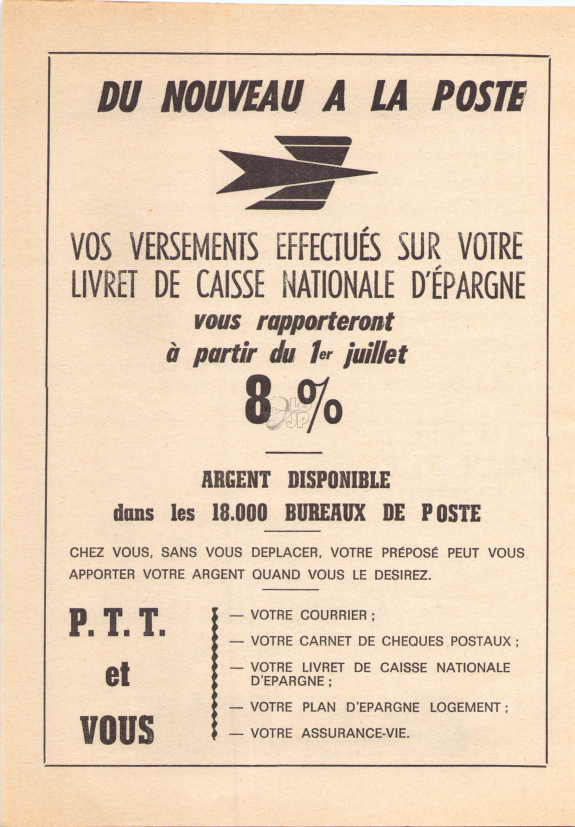 DU NOUVEAU A LA POSTE
VOS VERSEMENTS EFFECTUÉS SUR VOTRE
LIVRET DE CAISSE NATIONALE D'ÉPARGNE
vous rapporteront
à partir du 1er juillet
8 %
ARGENT DISPONIBLE
dans les 18.000 BUREAUX DE POSTE
CHEZ VOUS, SANS VOUS DEPLACER, VOTRE PRÉPOSÉ PEUT VOUS
APPORTER VOTRE ARGENT QUAND VOUS LE DESIREZ.
P. T. T.
et
VOUS
— VOTRE COURRIER ;
— VOTRE CARNET DE CHEQUES POSTAUX ;
— VOTRE LIVRET DE CAISSE NATIONALE
D'EPARGNE ;
— VOTRE PLAN D'EPARGNE LOGEMENT ;
— VOTRE ASSURANCE-VIE.